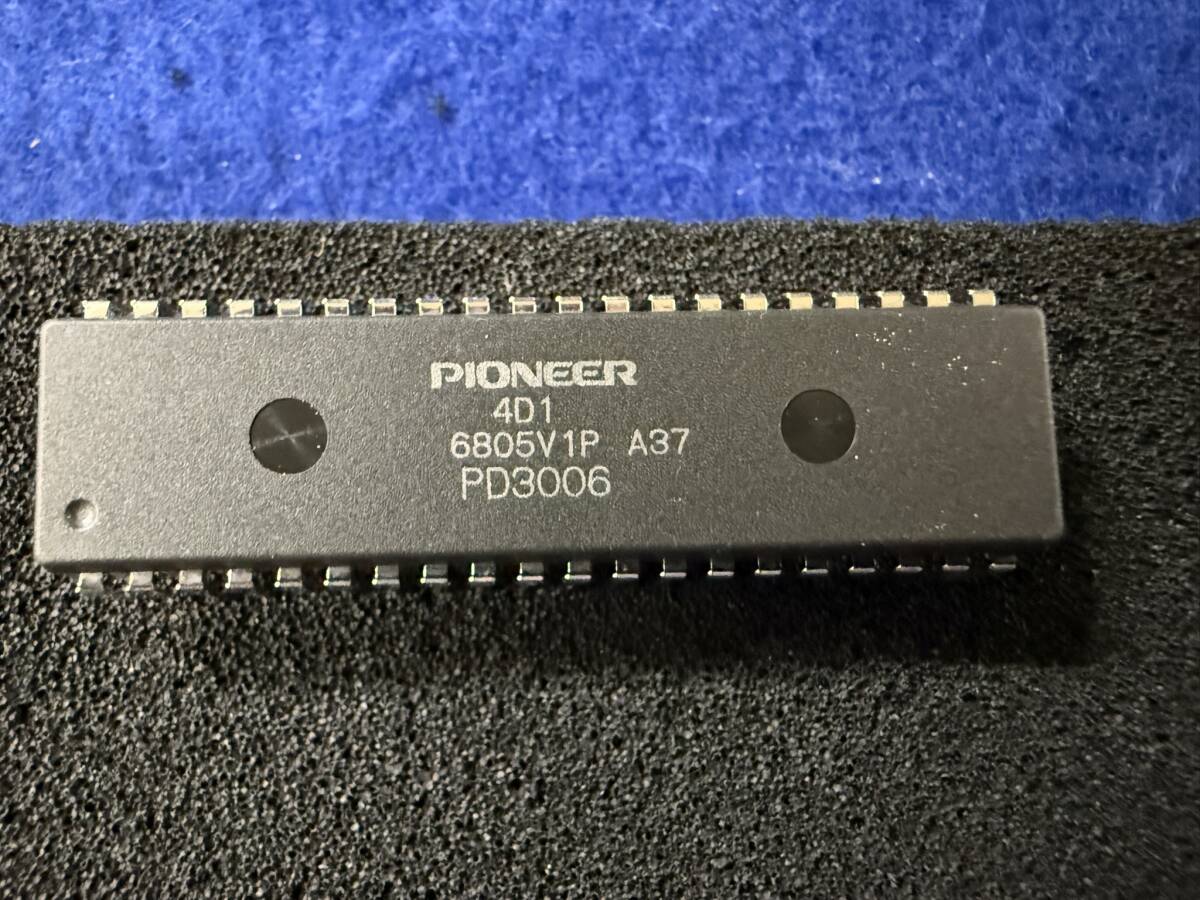 PIONEER
4D1
6805V1P A37
PD3006